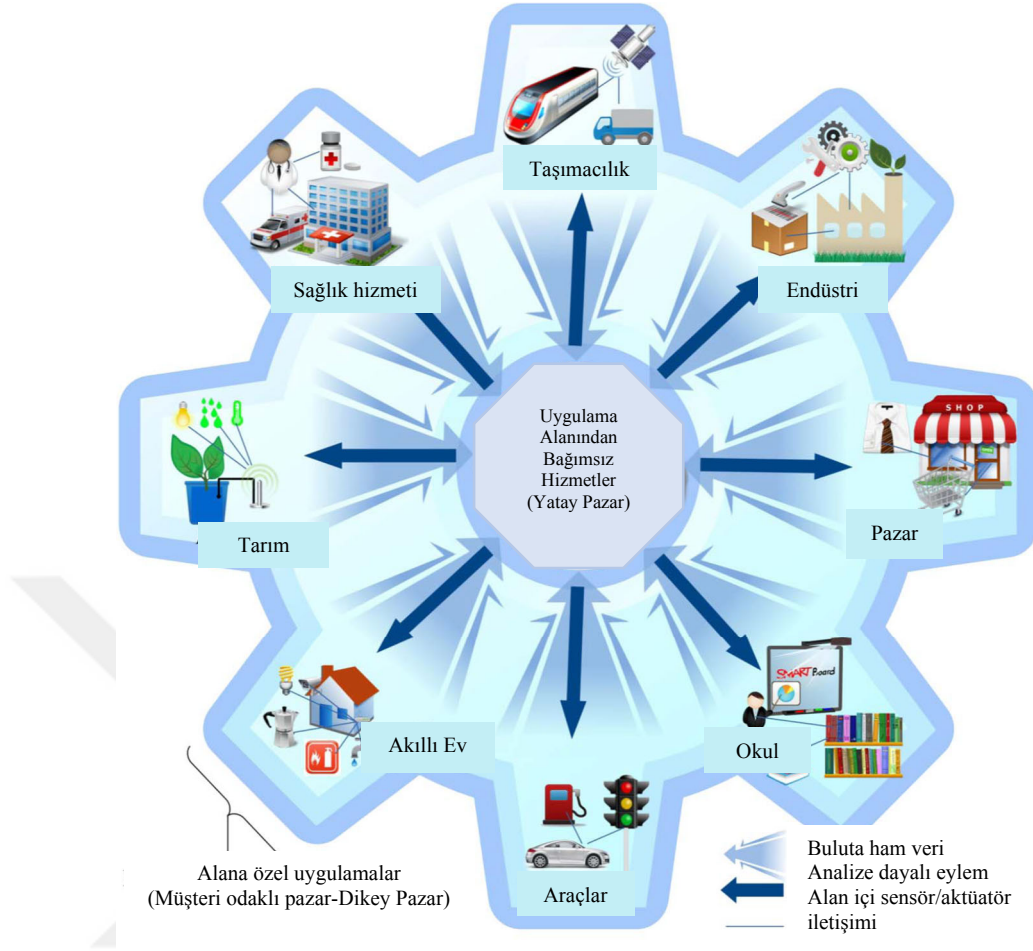 Taşımacılık
Sağlık hizmeti
Endüstri
SHOP
Uygulama
Alanından
Bağımsız
Hizmetler
(Yatay Pazar)
Tarım
Pazar
SMART Board
Akıllı Ev
Okul
Araçlar
Alana özel uygulamalar
(Müşteri odaklı pazar-Dikey Pazar)
Buluta ham veri
Analize dayalı eylem
Alan içi sensör/aktüatör
iletişimi